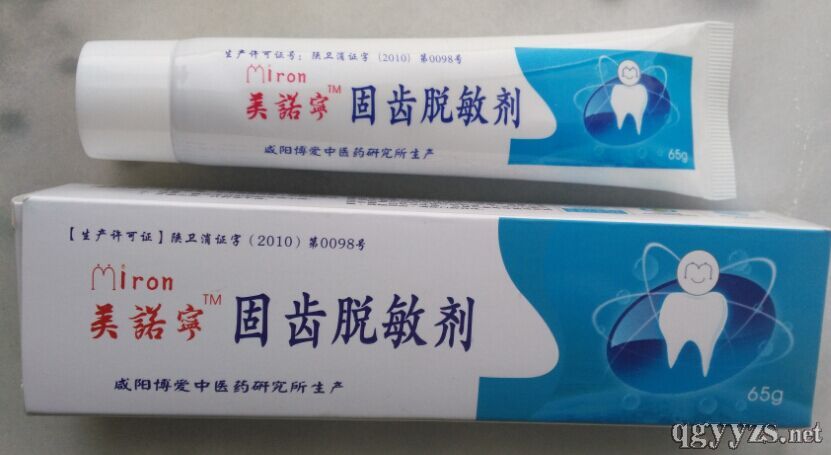 生产许可证号：陕卫消证字（2010）第0098号
miron
美諾寧™ 固齿脱敏剂
咸阳博爱中医药研究所生产
65g
【生产许可证】陕卫消证字（2010）第0098号
miron
美諾寧™ 固齿脱敏剂
咸阳博爱中医药研究所生产
65g
qgyyzs.net